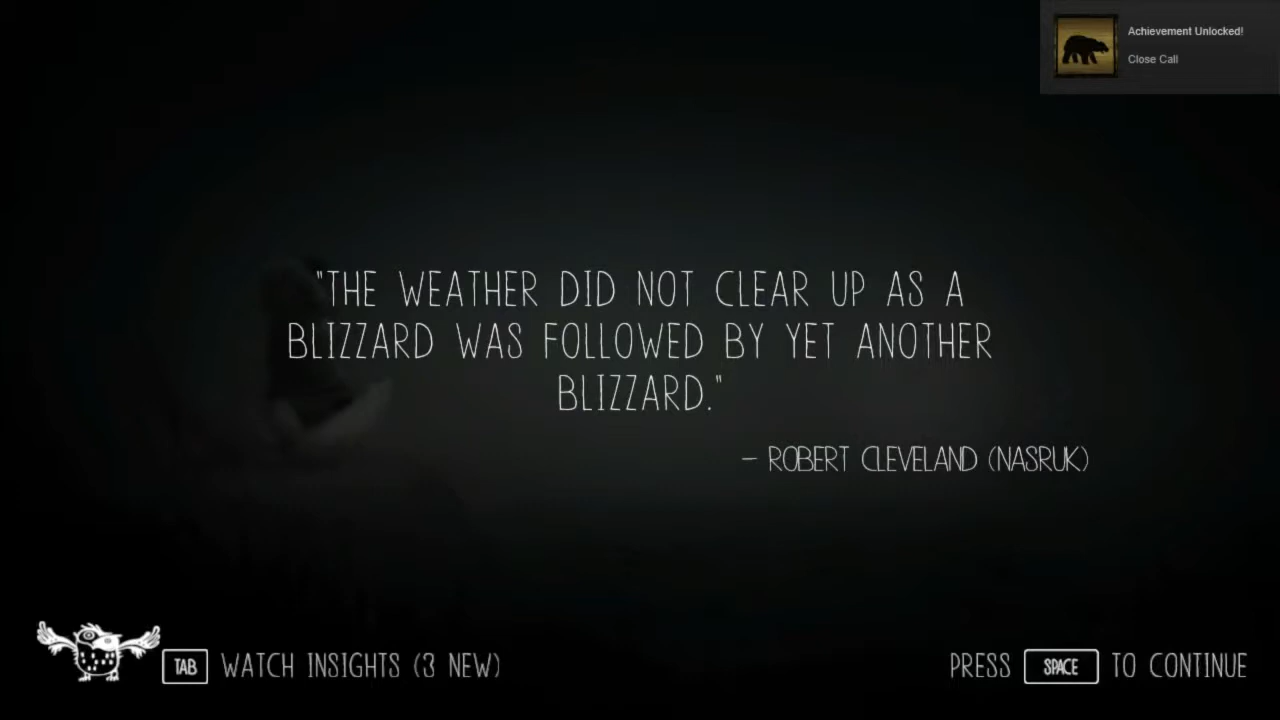 Achievement Unlocked!
Close Call
"THE WEATHER DID NOT CLEAR UP AS A
BLIZZARD WAS FOLLOWED BY YET ANOTHER
BLIZZARD."
– ROBERT CLEVELAND (NASRUK)
TAB WATCH INSIGHTS (3 NEW)
PRESS SPACE TO CONTINUE